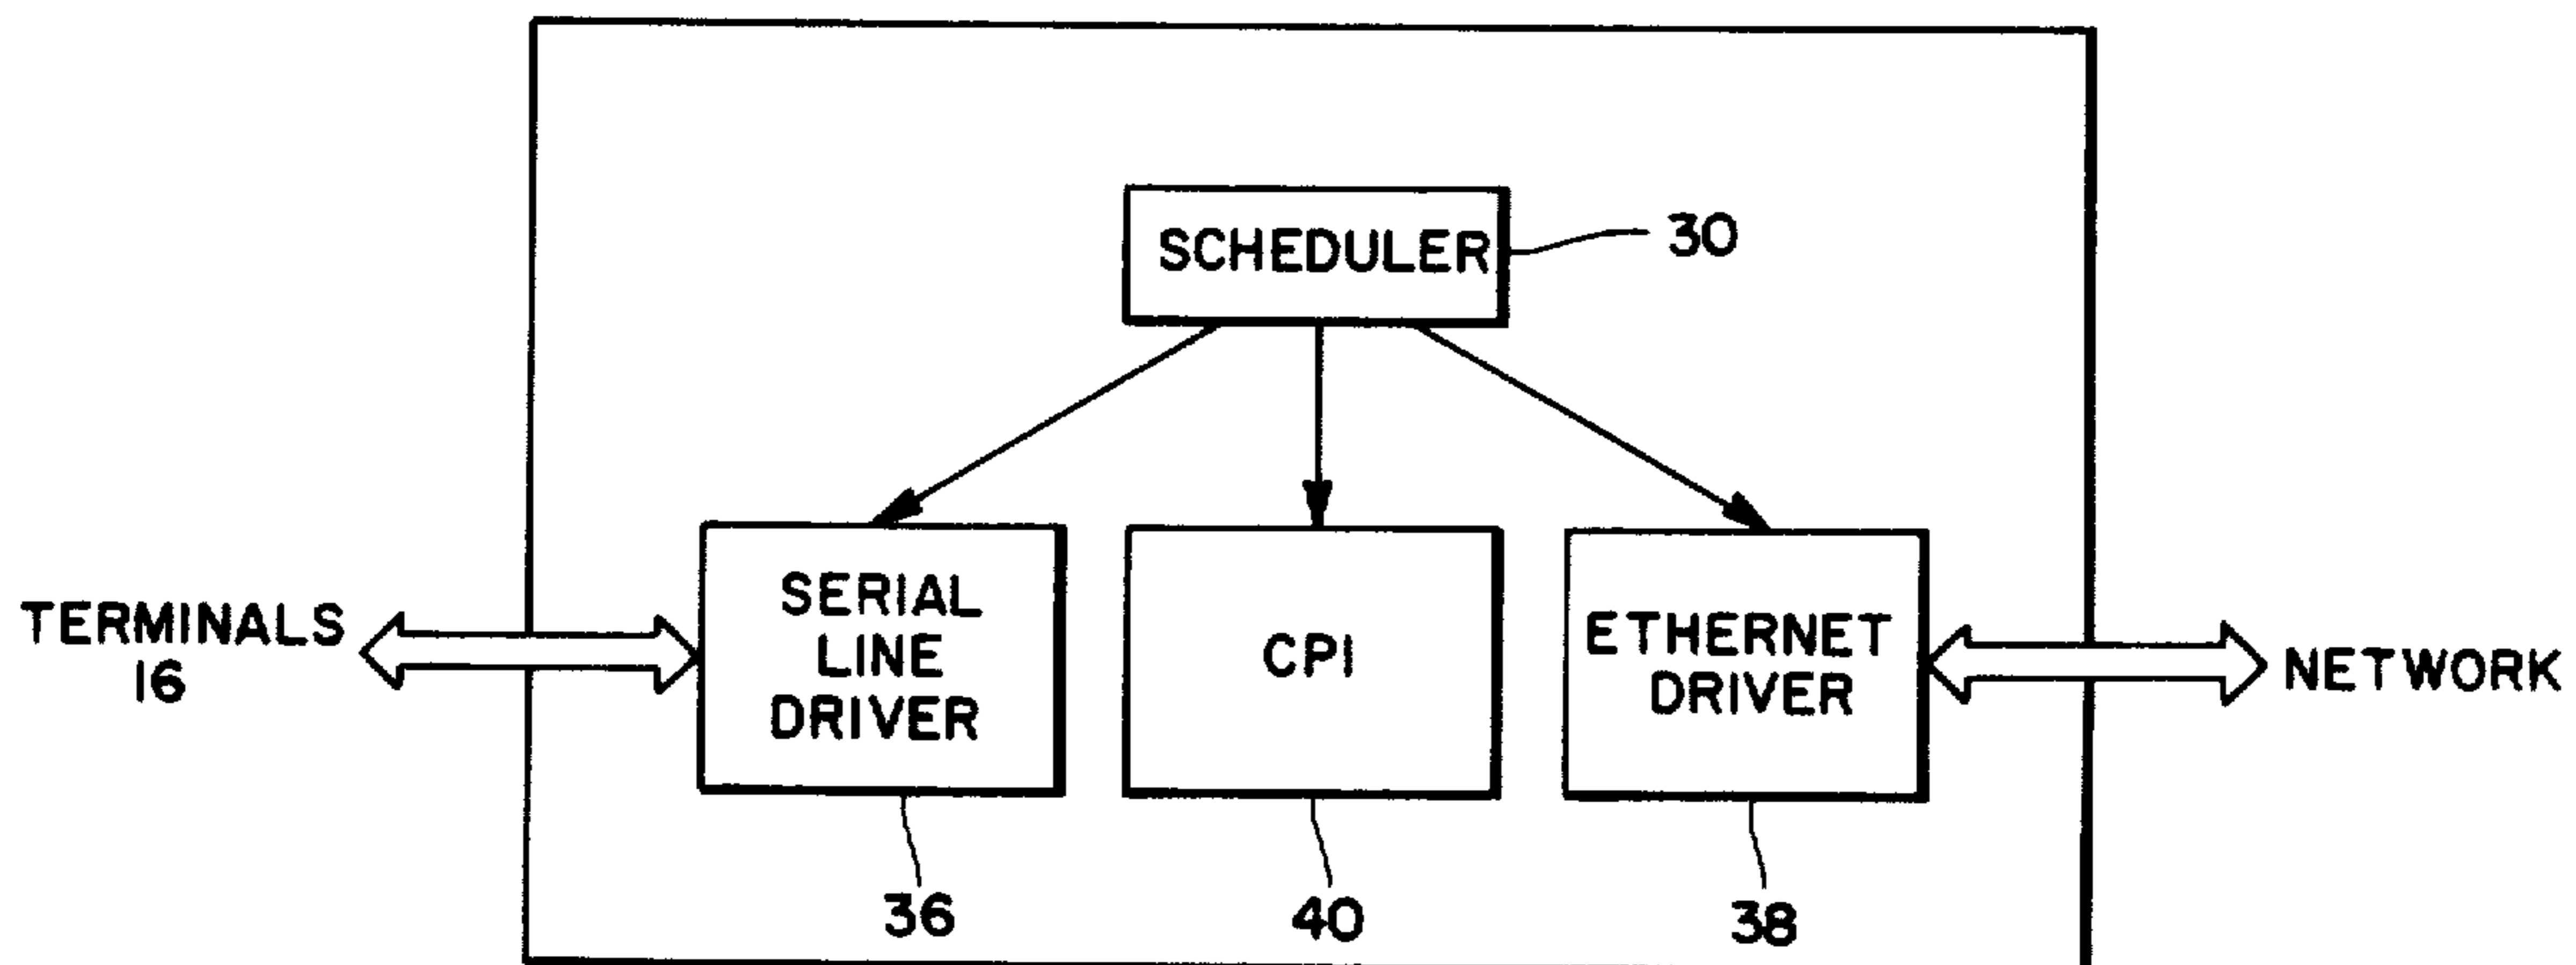 SCHEDULER
30
TERMINALS
16
SERIAL
LINE
DRIVER
CPI
ETHERNET
DRIVER
NETWORK
36
40
38